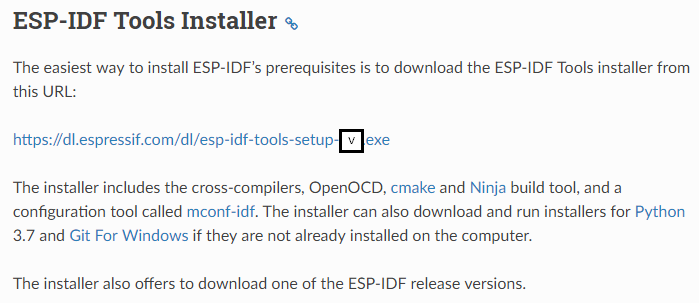 ESP-IDF Tools Installer
The easiest way to install ESP-IDF's prerequisites is to download the ESP-IDF Tools installer from
this URL:
https://dl.espressif.com/dl/esp-idf-tools-setup-v.exe
The installer includes the cross-compilers, OpenOCD, cmake and Ninja build tool, and a
configuration tool called mconf-idf. The installer can also download and run installers for Python
3.7 and Git For Windows if they are not already installed on the computer.
The installer also offers to download one of the ESP-IDF release versions.